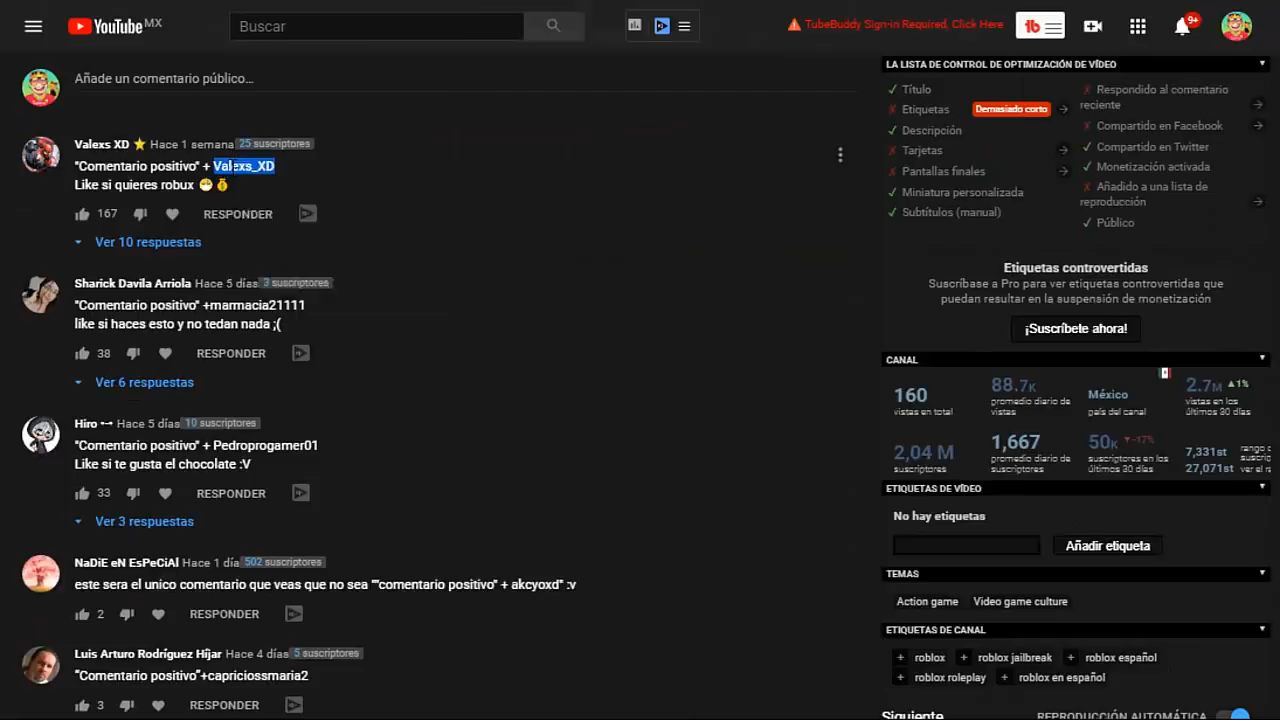 YouTube MX
Buscar
TubeBuddy Sign-in Required, Click Here
9+
Añade un comentario público...
Valexs XD ⭐ Hace 1 semana 25 suscriptores
"Comentario positivo" + Valexs_XD
Like si quieres robux 😁💰
167 RESPONDER
Ver 10 respuestas
Sharick Davila Arriola Hace 5 días 3 suscriptores
"Comentario positivo" +marmacia21111
like si haces esto y no tedan nada ;(
38 RESPONDER
Ver 6 respuestas
Hiro Hace 5 días 10 suscriptores
"Comentario positivo" + Pedroprogamer01
Like si te gusta el chocolate :V
33 RESPONDER
Ver 3 respuestas
NaDiE eN EsPeCiAl Hace 1 día 502 suscriptores
este sera el unico comentario que veas que no sea ""comentario positivo" + akcyoxd" :v
2 RESPONDER
Luis Arturo Rodríguez Híjar Hace 4 días 5 suscriptores
"Comentario positivo"+capriciossmaria2
3 RESPONDER
LA LISTA DE CONTROL DE OPTIMIZACIÓN DE VÍDEO
✓ Título
✗ Etiquetas Demasiado corto
✓ Descripción
✗ Tarjetas
✗ Pantallas finales
✓ Miniatura personalizada
✓ Subtítulos (manual)
✗ Respondido al comentario
reciente
✗ Compartido en Facebook
✓ Compartido en Twitter
✓ Monetización activada
✗ Añadido a una lista de
reproducción
✓ Público
Etiquetas controvertidas
Suscríbase a Pro para ver etiquetas controvertidas que
puedan resultar en la suspensión de monetización
¡Suscríbete ahora!
CANAL
160
vistas en total
88.7K
promedio diario de
vistas
México
país del canal
2.7M ▲1%
vistas en los
últimos 30 días
2,04 M
suscriptores
1,667
promedio diario de
suscriptores
50K ▼-17%
suscriptores en los
últimos 30 días
7,331st
27,071st
rango
suscrip
ver el r
ETIQUETAS DE VÍDEO
No hay etiquetas
Añadir etiqueta
TEMAS
Action game Video game culture
ETIQUETAS DE CANAL
+ roblox + roblox jailbreak + roblox español
+ roblox roleplay + roblox en español
Siguiente REPRODUCCIÓN AUTOMÁTICA